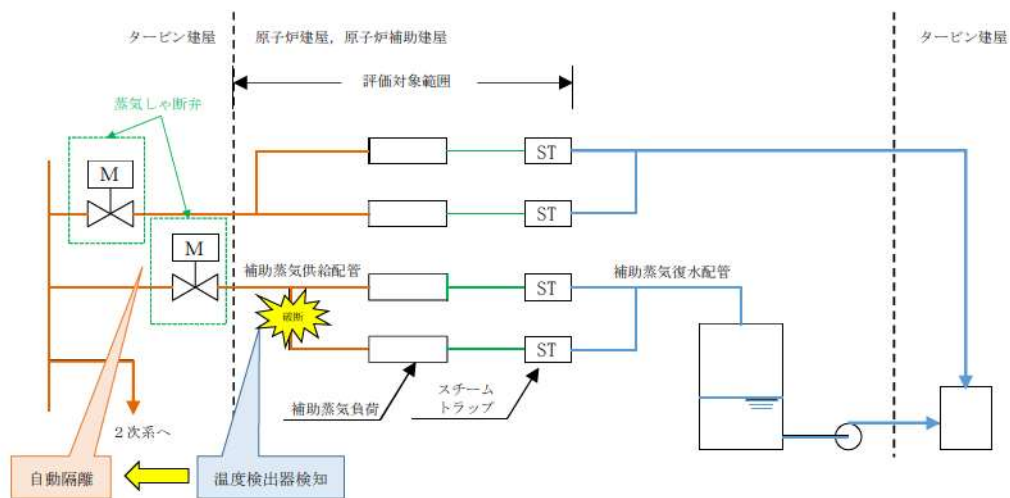 タービン建屋
原子炉建屋，原子炉補助建屋
タービン建屋
評価対象範囲
蒸気しゃ断弁
M
ST
ST
M
補助蒸気供給配管
補助蒸気復水配管
ST
破断
ST
スチーム
トラップ
補助蒸気負荷
２次系へ
自動隔離
温度検出器検知